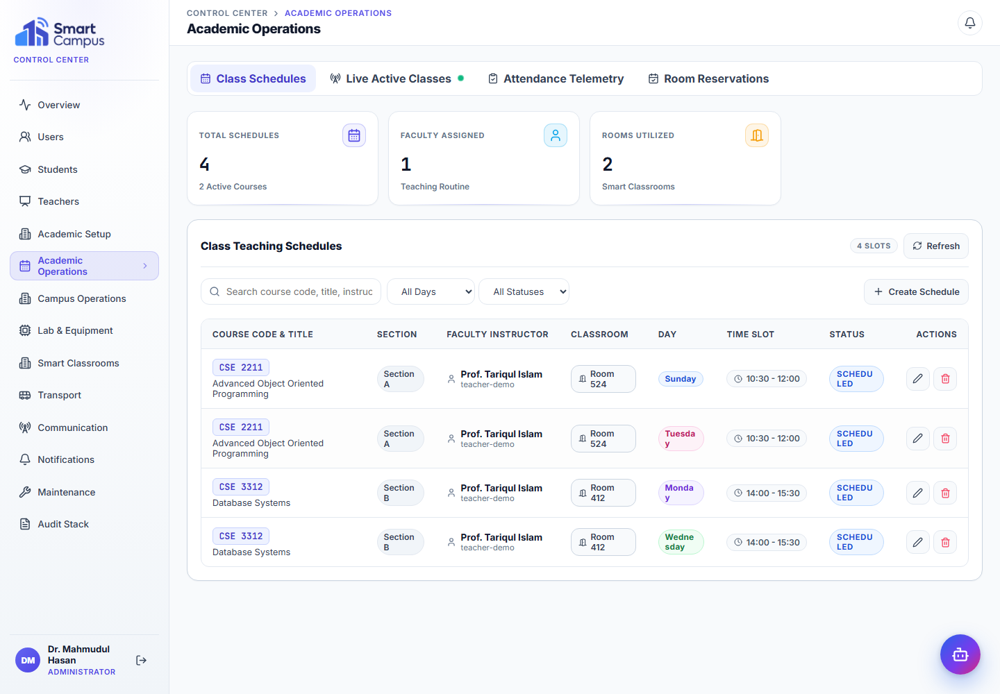 Smart
Campus
CONTROL CENTER
Overview
Users
Students
Teachers
Academic Setup
Academic
Operations
Campus Operations
Lab & Equipment
Smart Classrooms
Transport
Communication
Notifications
Maintenance
Audit Stack
DM
Dr. Mahmudul
Hasan
ADMINISTRATOR
CONTROL CENTER > ACADEMIC OPERATIONS
Academic Operations
Class Schedules
Live Active Classes
Attendance Telemetry
Room Reservations
TOTAL SCHEDULES
4
2 Active Courses
FACULTY ASSIGNED
1
Teaching Routine
ROOMS UTILIZED
2
Smart Classrooms
Class Teaching Schedules
4 SLOTS
Refresh
Search course code, title, instruc
All Days
All Statuses
Create Schedule
COURSE CODE & TITLE SECTION FACULTY INSTRUCTOR CLASSROOM DAY TIME SLOT STATUS ACTIONS
CSE 2211
Advanced Object Oriented
Programming
Section
A
Prof. Tariqul Islam
teacher-demo
Room
524
Sunday
10:30 - 12:00
SCHEDU
LED
CSE 2211
Advanced Object Oriented
Programming
Section
A
Prof. Tariqul Islam
teacher-demo
Room
524
Tuesda
y
10:30 - 12:00
SCHEDU
LED
CSE 3312
Database Systems
Section
B
Prof. Tariqul Islam
teacher-demo
Room
412
Monda
y
14:00 - 15:30
SCHEDU
LED
CSE 3312
Database Systems
Section
B
Prof. Tariqul Islam
teacher-demo
Room
412
Wedne
sday
14:00 - 15:30
SCHEDU
LED